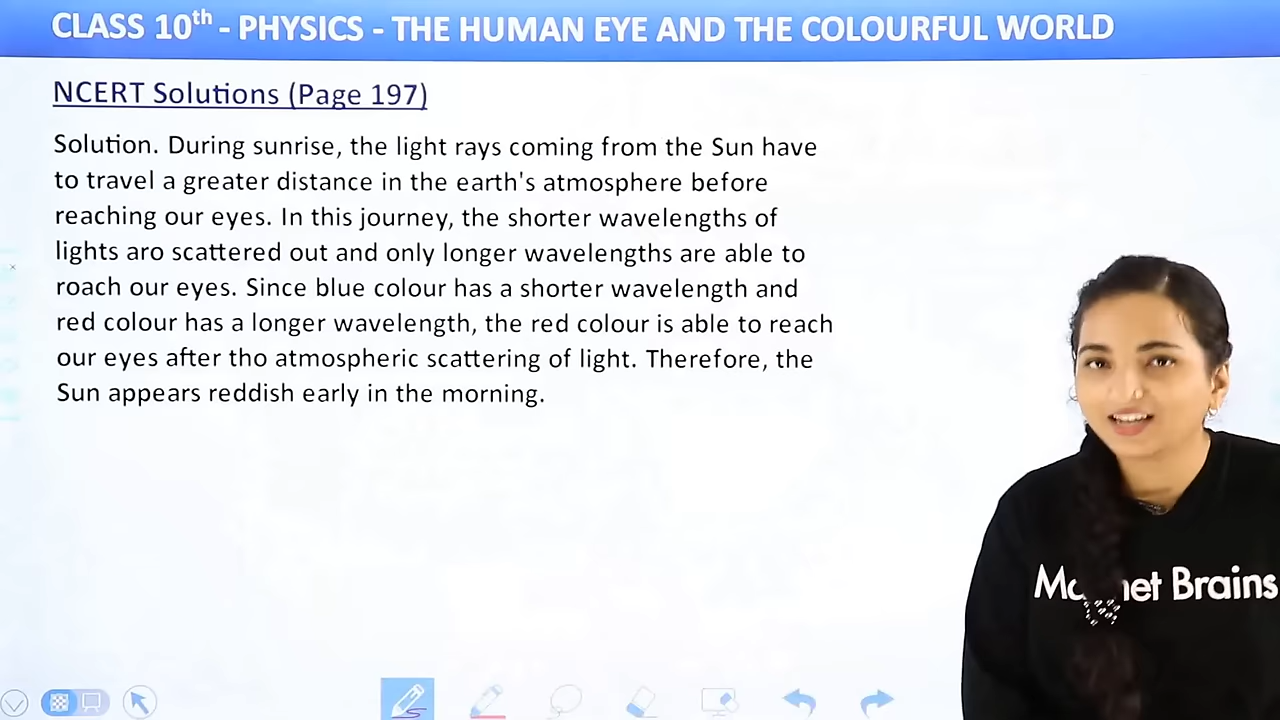 CLASS 10th - PHYSICS - THE HUMAN EYE AND THE COLOURFUL WORLD
NCERT Solutions (Page 197)
Solution. During sunrise, the light rays coming from the Sun have
to travel a greater distance in the earth's atmosphere before
reaching our eyes. In this journey, the shorter wavelengths of
lights aro scattered out and only longer wavelengths are able to
roach our eyes. Since blue colour has a shorter wavelength and
red colour has a longer wavelength, the red colour is able to reach
our eyes after tho atmospheric scattering of light. Therefore, the
Sun appears reddish early in the morning.
Brains